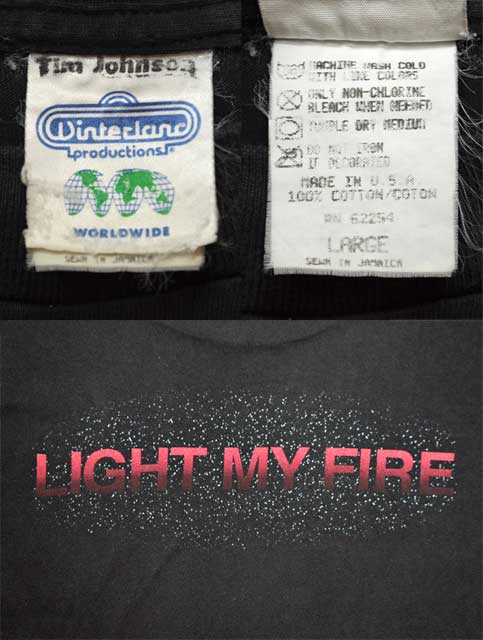 Tim Johnson
Winterland
productions
WORLDWIDE
SEWN IN JAMAICA
MACHINE WASH COLD
WITH LIKE COLORS
ONLY NON-CHLORINE
BLEACH WHEN NEEDED
TUMBLE DRY MEDIUM
DO NOT IRON
IF DECORATED
MADE IN U.S.A
100% COTTON/COTON
RN 62254
LARGE
SEWN IN JAMAICA
LIGHT MY FIRE